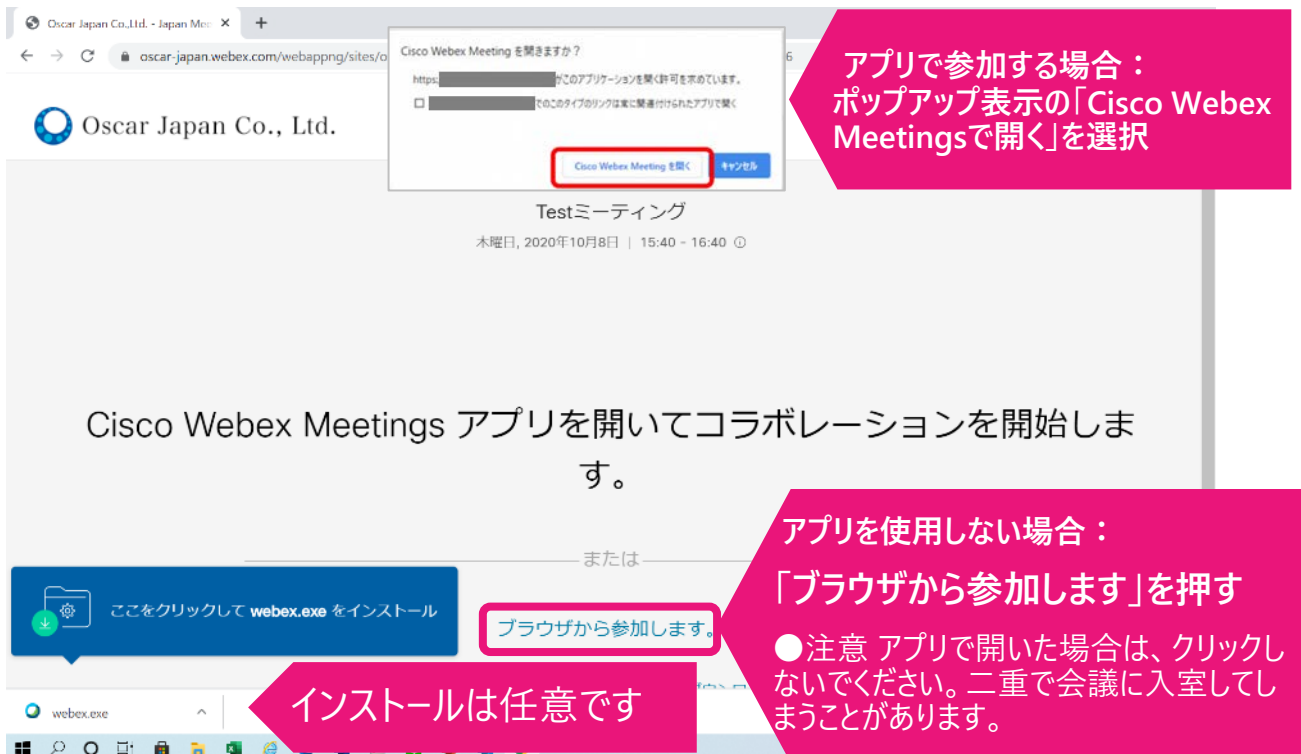 Oscar Japan Co.,Ltd. - Japan Mee
oscar-japan.webex.com/webappng/sites/o
6
Oscar Japan Co., Ltd.
Cisco Webex Meeting を開きますか？
https:
がこのアプリケーションを開く許可を求めています。
でのこのタイプのリンクは常に関連付けられたアプリで開く
Cisco Webex Meeting を開く
キャンセル
アプリで参加する場合：
ポップアップ表示の「Cisco Webex
Meetingsで開く」を選択
Testミーティング
木曜日, 2020年10月8日 | 15:40 - 16:40
Cisco Webex Meetings アプリを開いてコラボレーションを開始しま
す。
または
ここをクリックして webex.exe をインストール
ブラウザから参加します。
アプリを使用しない場合：
「ブラウザから参加します」を押す
●注意 アプリで開いた場合は、クリックし
ないでください。二重で会議に入室してし
まうことがあります。
インストールは任意です
webex.exe